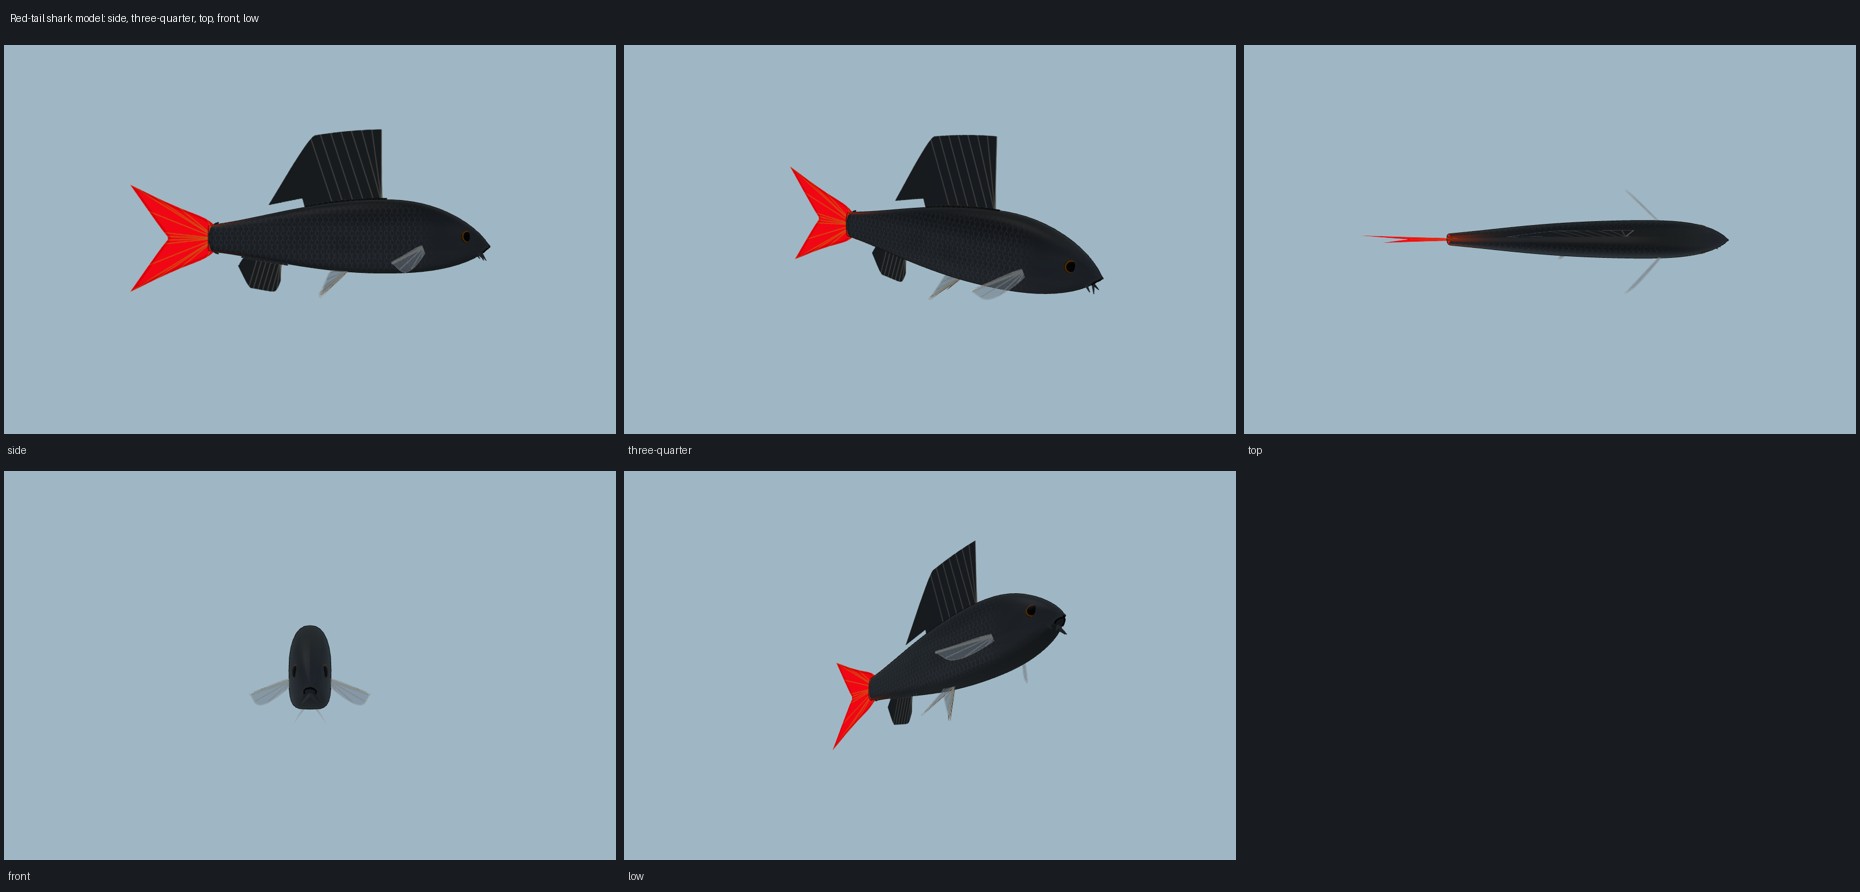 Red-tail shark model: side, three-quarter, top, front, low
side
three-quarter
top
front
low